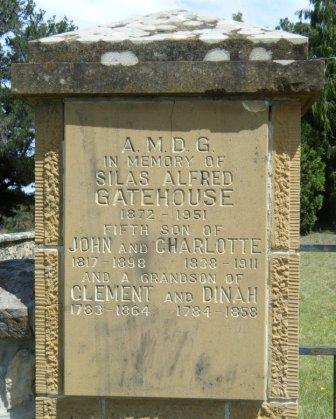 A. M. D. G.
IN MEMORY OF
SILAS ALFRED
GATEHOUSE
1872 - 1951
FIFTH SON OF
JOHN AND CHARLOTTE
1817-1898 1838-1911
AND A GRANDSON OF
CLEMENT AND DINAH
1783-1864 1784-1858